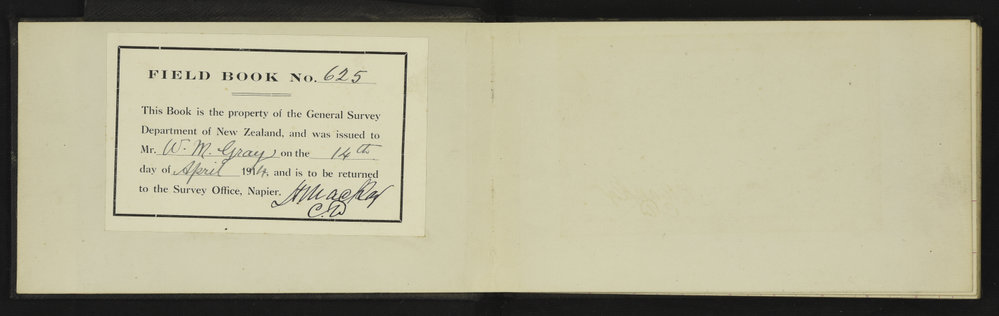 FIELD BOOK No. 625
This Book is the property of the General Survey
Department of New Zealand, and was issued to
Mr. W. M. Gray on the 14th
day of April 1914, and is to be returned
to the Survey Office, Napier.